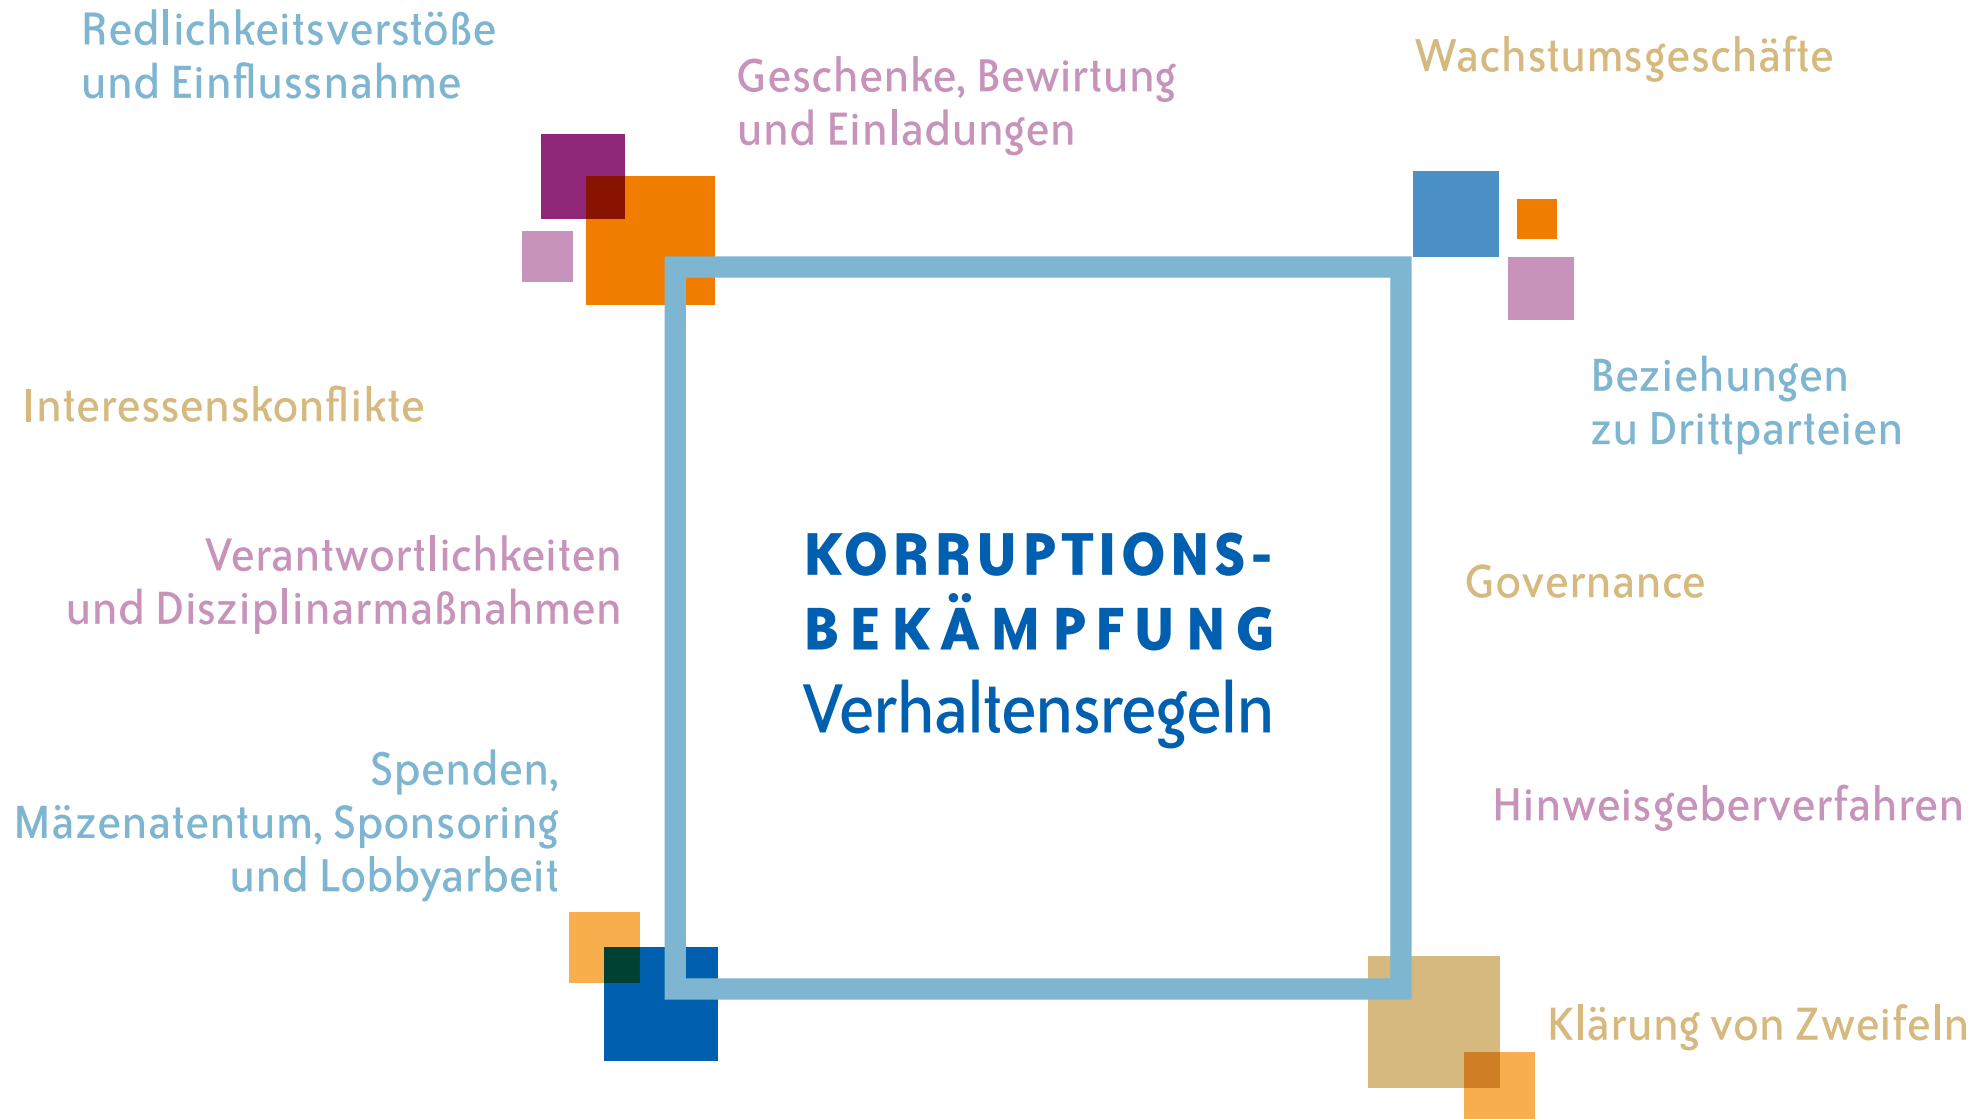 Redlichkeitsverstöße
und Einflussnahme
Geschenke, Bewirtung
und Einladungen
Wachstumsgeschäfte
Interessenskonflikte
Beziehungen
zu Drittparteien
Verantwortlichkeiten
und Disziplinarmaßnahmen
KORRUPTIONS-
BEKÄMPFUNG
Verhaltensregeln
Governance
Spenden,
Mäzenatentum, Sponsoring
und Lobbyarbeit
Hinweisgeberverfahren
Klärung von Zweifeln